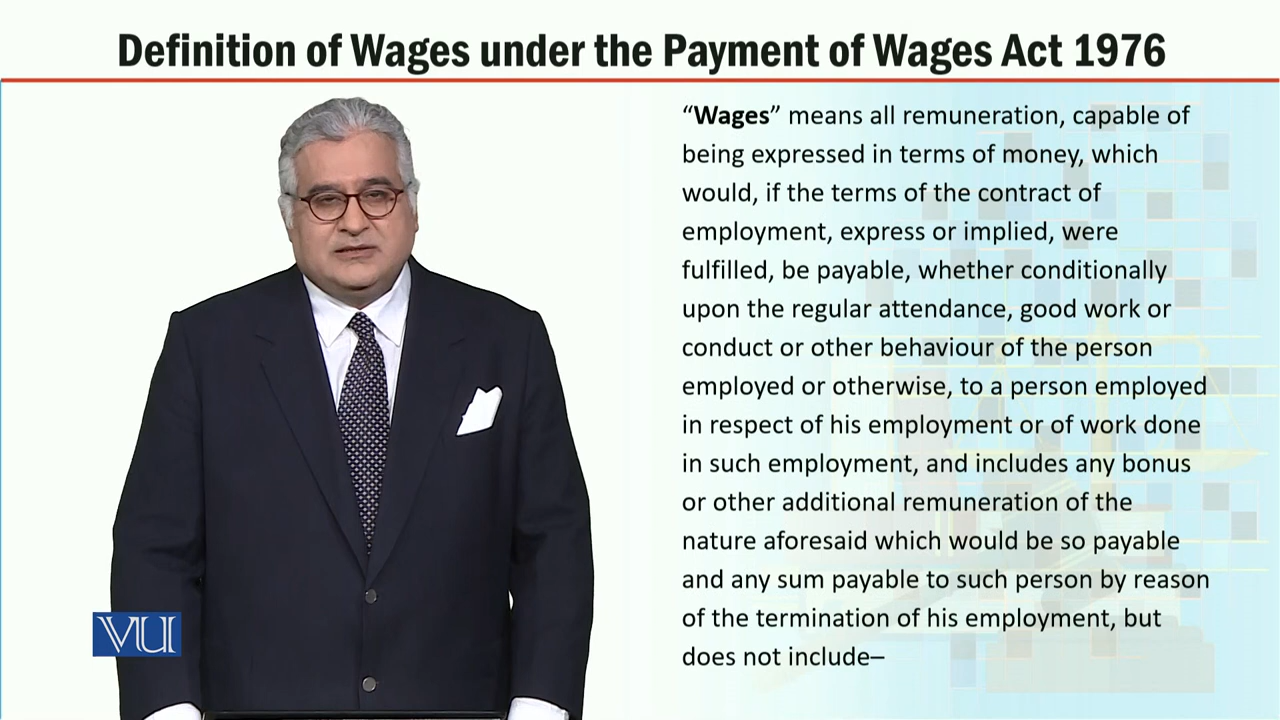 Definition of Wages under the Payment of Wages Act 1976
“Wages” means all remuneration, capable of
being expressed in terms of money, which
would, if the terms of the contract of
employment, express or implied, were
fulfilled, be payable, whether conditionally
upon the regular attendance, good work or
conduct or other behaviour of the person
employed or otherwise, to a person employed
in respect of his employment or of work done
in such employment, and includes any bonus
or other additional remuneration of the
nature aforesaid which would be so payable
and any sum payable to such person by reason
of the termination of his employment, but
does not include–
VU